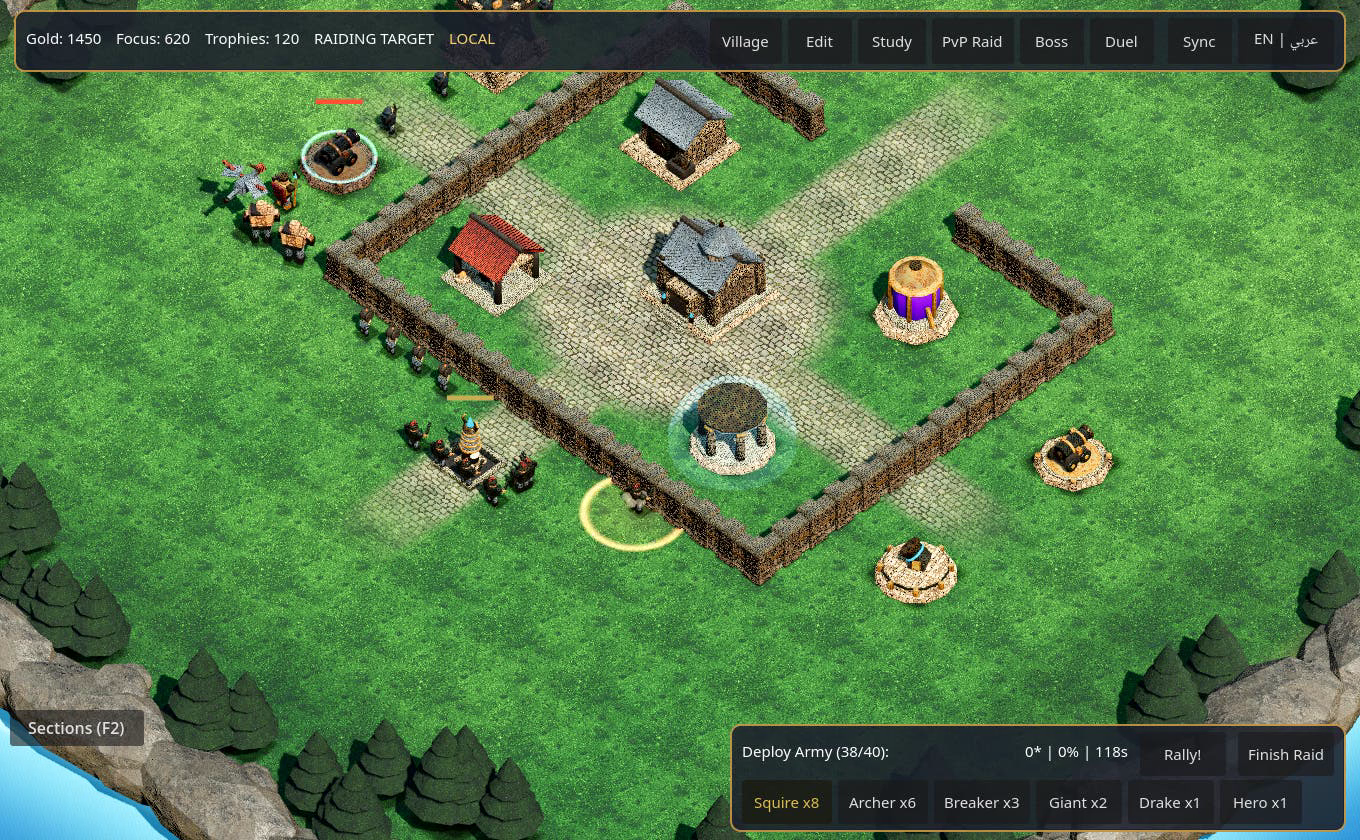 Gold: 1450 Focus: 620 Trophies: 120 RAIDING TARGET LOCAL Village Edit Study PvP Raid Boss Duel Sync EN | عربي
Sections (F2)
Deploy Army (38/40): 0* | 0% | 118s Rally! Finish Raid
Squire x8 Archer x6 Breaker x3 Giant x2 Drake x1 Hero x1